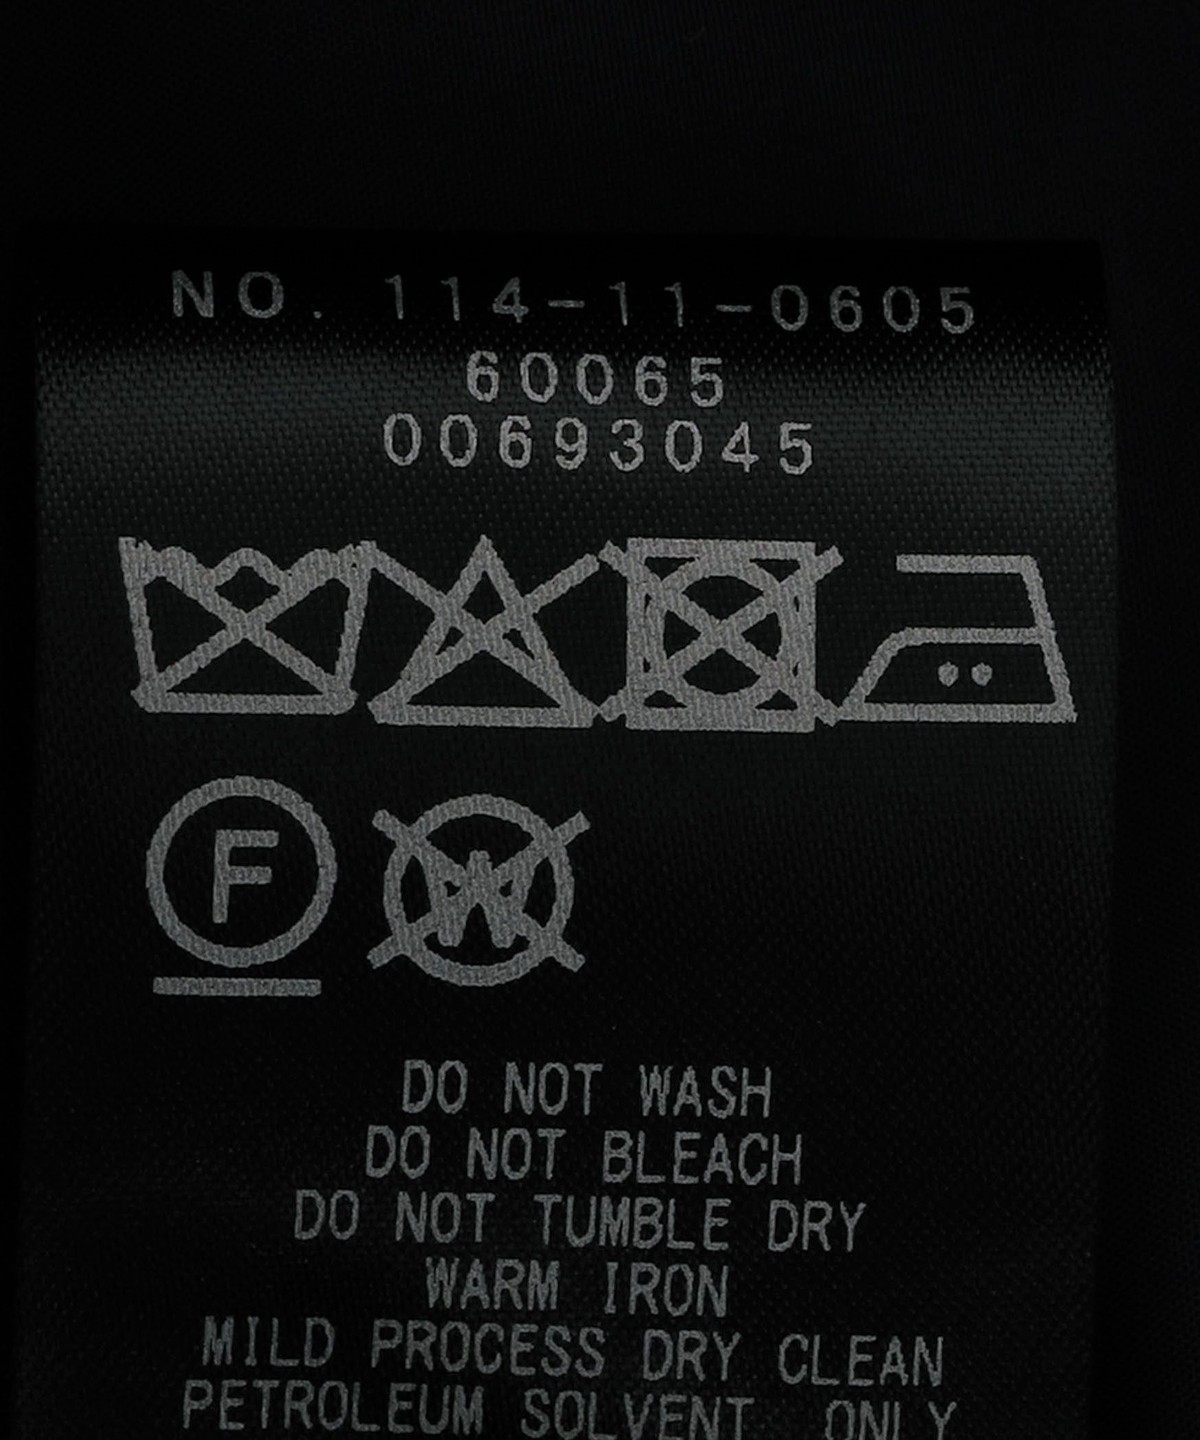 NO. 114-11-0605
60065
00693045
F W
DO NOT WASH
DO NOT BLEACH
DO NOT TUMBLE DRY
WARM IRON
MILD PROCESS DRY CLEAN
PETROLEUM SOLVENT ONLY